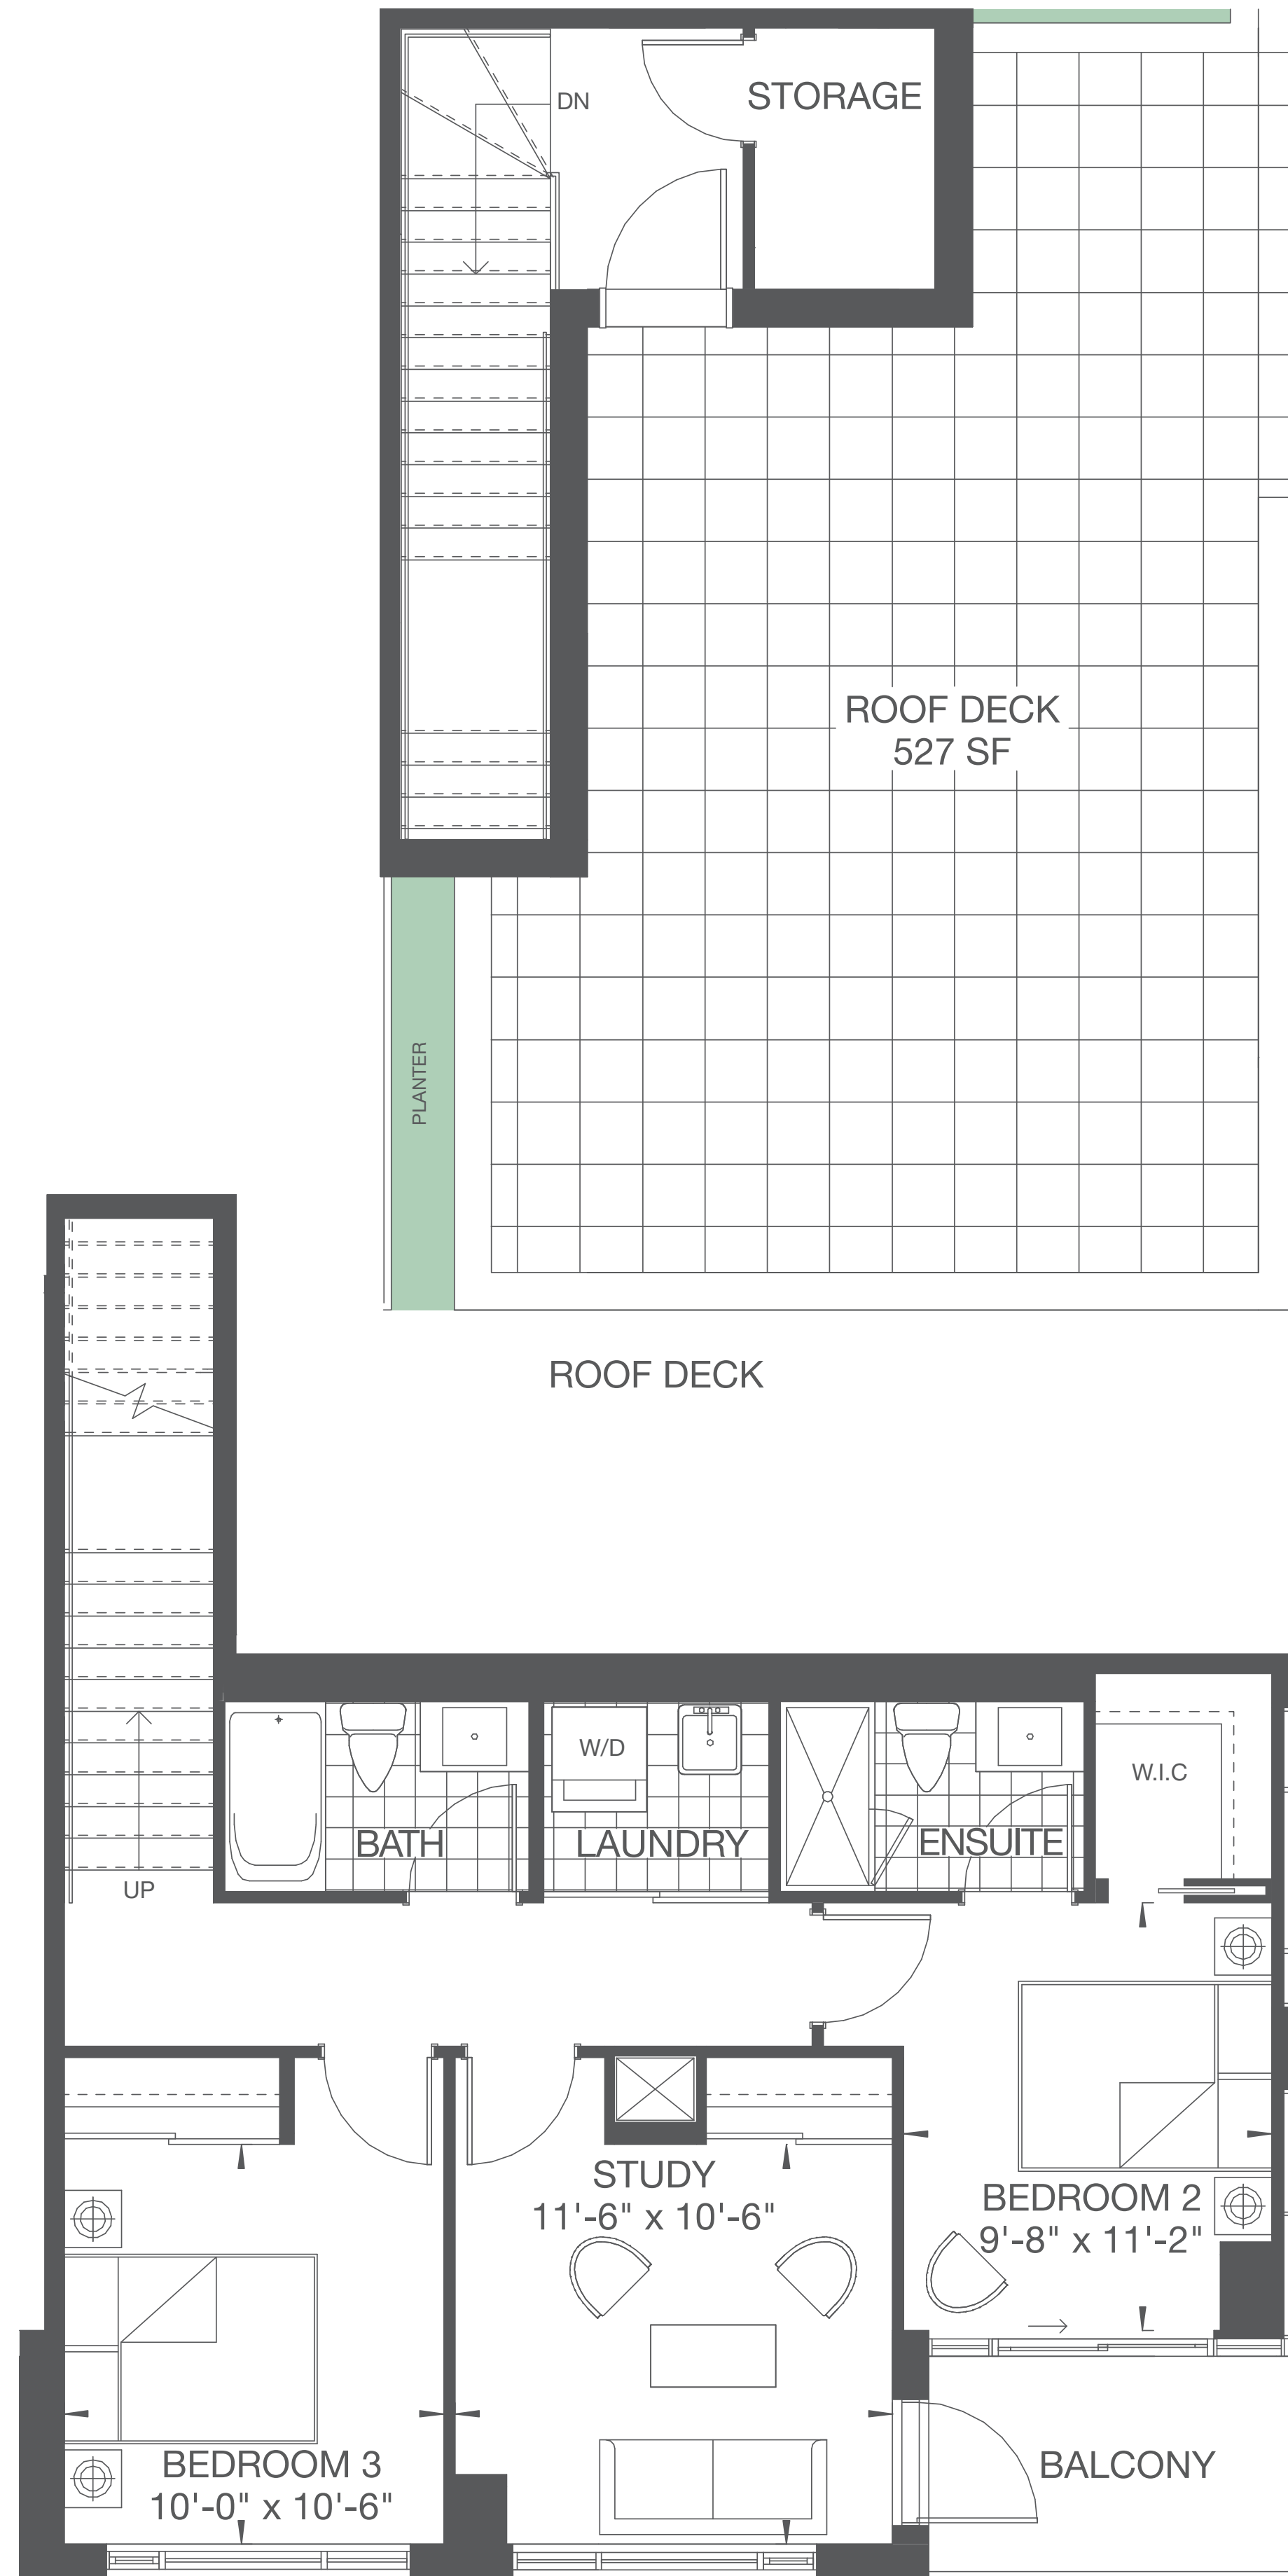 DN
STORAGE
ROOF DECK
527 SF
PLANTER
ROOF DECK
W/D
W.I.C
BATH
LAUNDRY
ENSUITE
UP
STUDY
11'-6" x 10'-6"
BEDROOM 2
9'-8" x 11'-2"
BEDROOM 3
10'-0" x 10'-6"
BALCONY